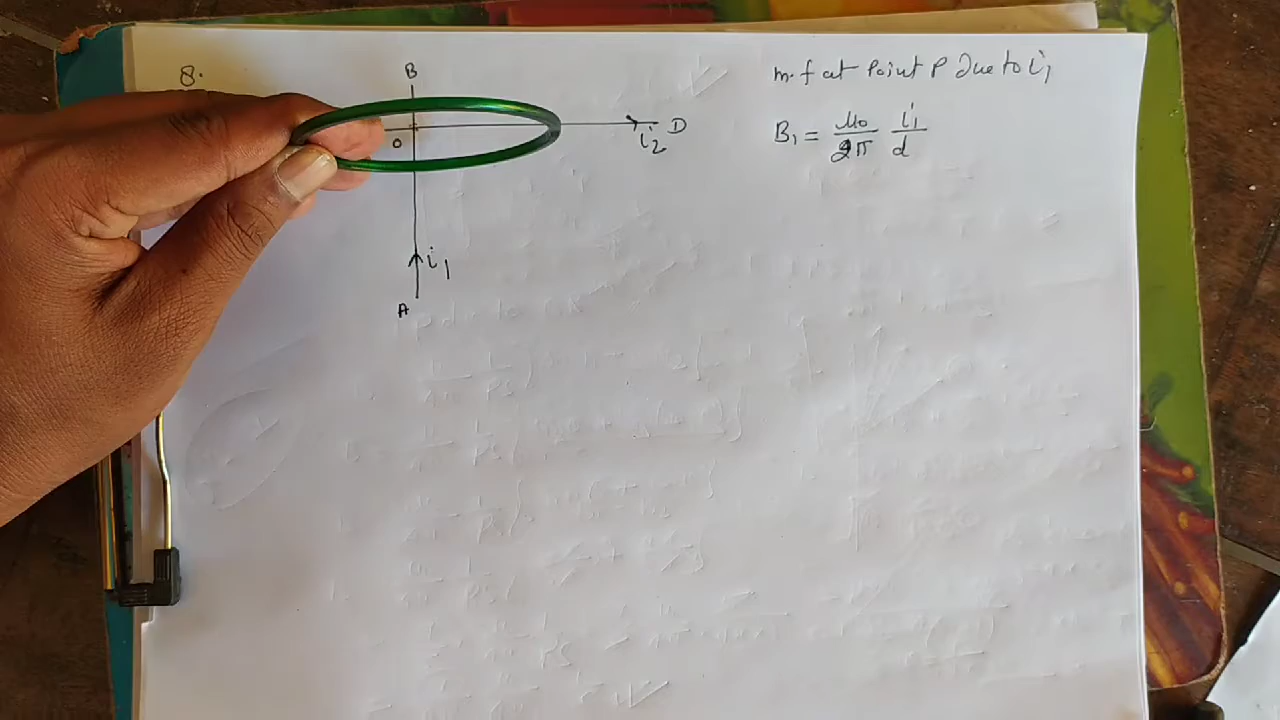 8.
B
O
i₂ D
i₁
A
m.f at Point P Due to i₁
B₁ = μ₀/2π i₁/d